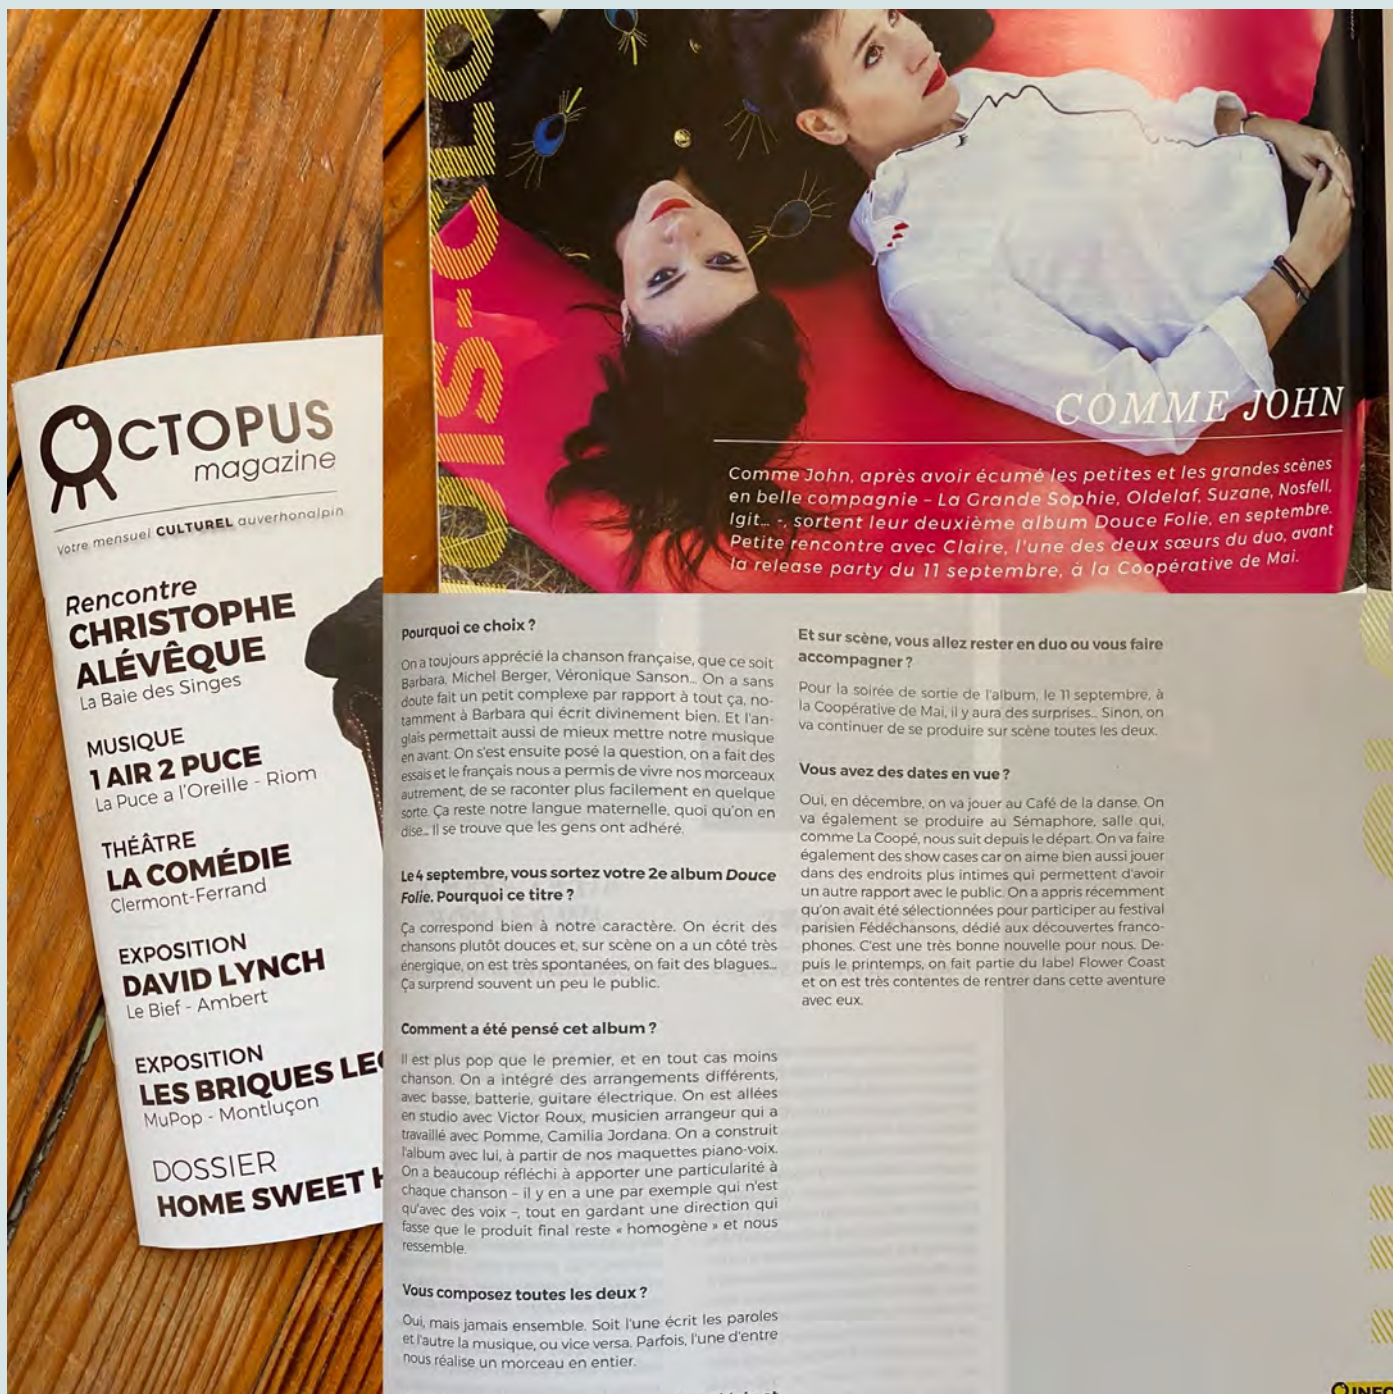 OCTOPUS
magazine
Votre mensuel CULTUREL auverhonalpin
Rencontre
CHRISTOPHE
ALÉVÊQUE
La Baie des Singes
MUSIQUE
1 AIR 2 PUCE
La Puce a l'Oreille - Riom
THÉÂTRE
LA COMÉDIE
Clermont-Ferrand
EXPOSITION
DAVID LYNCH
Le Bief - Ambert
EXPOSITION
LES BRIQUES
MuPop - Montluçon
DOSSIER
HOME SWEET
COMME JOHN
Comme John, après avoir écumé les petites et les grandes scènes
en belle compagnie - La Grande Sophie, Oldelaf, Suzane, Nosfell,
Igit... -, sortent leur deuxième album Douce Folie, en septembre.
Petite rencontre avec Claire, l'une des deux sœurs du duo, avant
la release party du 11 septembre, à la Coopérative de Mai.
Pourquoi ce choix ?
On a toujours apprécié la chanson française, que ce soit
Barbara, Michel Berger, Véronique Sanson... On a sans
doute fait un petit complexe par rapport à tout ça, no-
tamment à Barbara qui écrit divinement bien. Et l'an-
glais permettait aussi de mieux mettre notre musique
en avant. On s'est ensuite posé la question, on a fait des
essais et le français nous a permis de vivre nos morceaux
autrement, de se raconter plus facilement en quelque
sorte. Ça reste notre langue maternelle, quoi qu'on en
dise... Il se trouve que les gens ont adhéré.
Le 4 septembre, vous sortez votre 2e album Douce
Folie. Pourquoi ce titre ?
Ça correspond bien à notre caractère. On écrit des
chansons plutôt douces et, sur scène on a un côté très
énergique, on est très spontanées, on fait des blagues...
Ça surprend souvent un peu le public.
Comment a été pensé cet album ?
Il est plus pop que le premier, et en tout cas moins
chanson. On a intégré des arrangements différents,
avec basse, batterie, guitare électrique. On est allées
en studio avec Victor Roux, musicien arrangeur qui a
travaillé avec Pomme, Camilia Jordana. On a construit
l'album avec lui, à partir de nos maquettes piano-voix.
On a beaucoup réfléchi à apporter une particularité à
chaque chanson - il y en a une par exemple qui n'est
qu'avec des voix -, tout en gardant une direction qui
fasse que le produit final reste « homogène » et nous
ressemble.
Vous composez toutes les deux ?
Oui, mais jamais ensemble. Soit l'une écrit les paroles
et l'autre la musique, ou vice versa. Parfois, l'une d'entre
nous réalise un morceau en entier.
Et sur scène, vous allez rester en duo ou vous faire
accompagner ?
Pour la soirée de sortie de l'album, le 11 septembre, à
la Coopérative de Mai, il y aura des surprises... Sinon, on
va continuer de se produire sur scène toutes les deux.
Vous avez des dates en vue ?
Oui, en décembre, on va jouer au Café de la danse. On
va également se produire au Sémaphore, salle qui,
comme La Coopé, nous suit depuis le départ. On va faire
également des show cases car on aime bien aussi jouer
dans des endroits plus intimes qui permettent d'avoir
un autre rapport avec le public. On a appris récemment
qu'on avait été sélectionnées pour participer au festival
parisien Fédéchansons, dédié aux découvertes franco-
phones. C'est une très bonne nouvelle pour nous. De-
puis le printemps, on fait partie du label Flower Coast
et on est très contentes de rentrer dans cette aventure
avec eux.